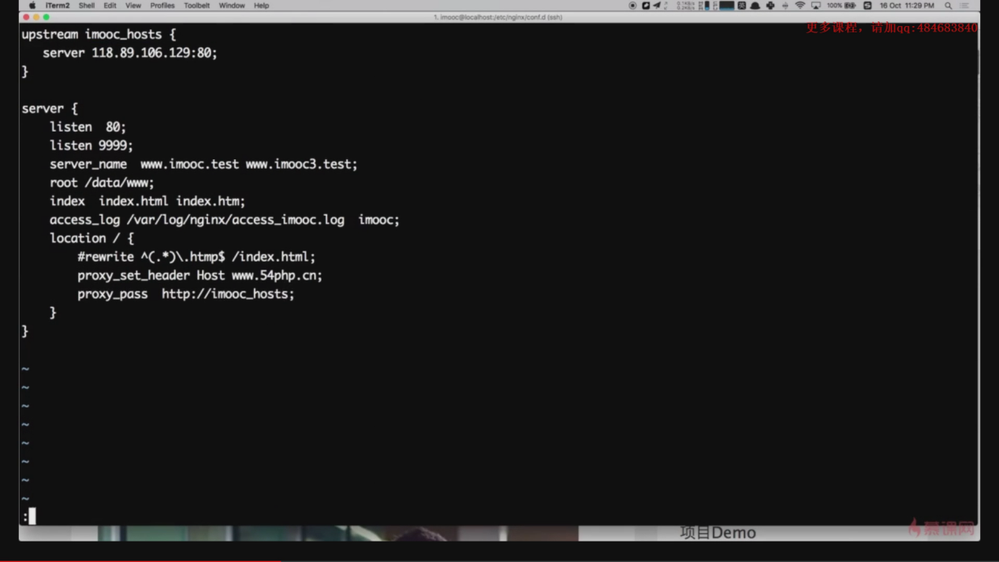 iTerm2 Shell Edit View Profiles Toolbelt Window Help 100% 16 Oct 11:29 PM
1. imooc@localhost:/etc/nginx/conf.d (ssh)
更多课程，请加qq:484683840
upstream imooc_hosts {
   server 118.89.106.129:80;
}
server {
    listen  80;
    listen 9999;
    server_name  www.imooc.test www.imooc3.test;
    root /data/www;
    index  index.html index.htm;
    access_log /var/log/nginx/access_imooc.log  imooc;
    location / {
        #rewrite ^(.*)\.htmp$ /index.html;
        proxy_set_header Host www.54php.cn;
        proxy_pass  http://imooc_hosts;
    }
}
~
~
~
~
~
~
~
~
:
项目Demo
慕课网